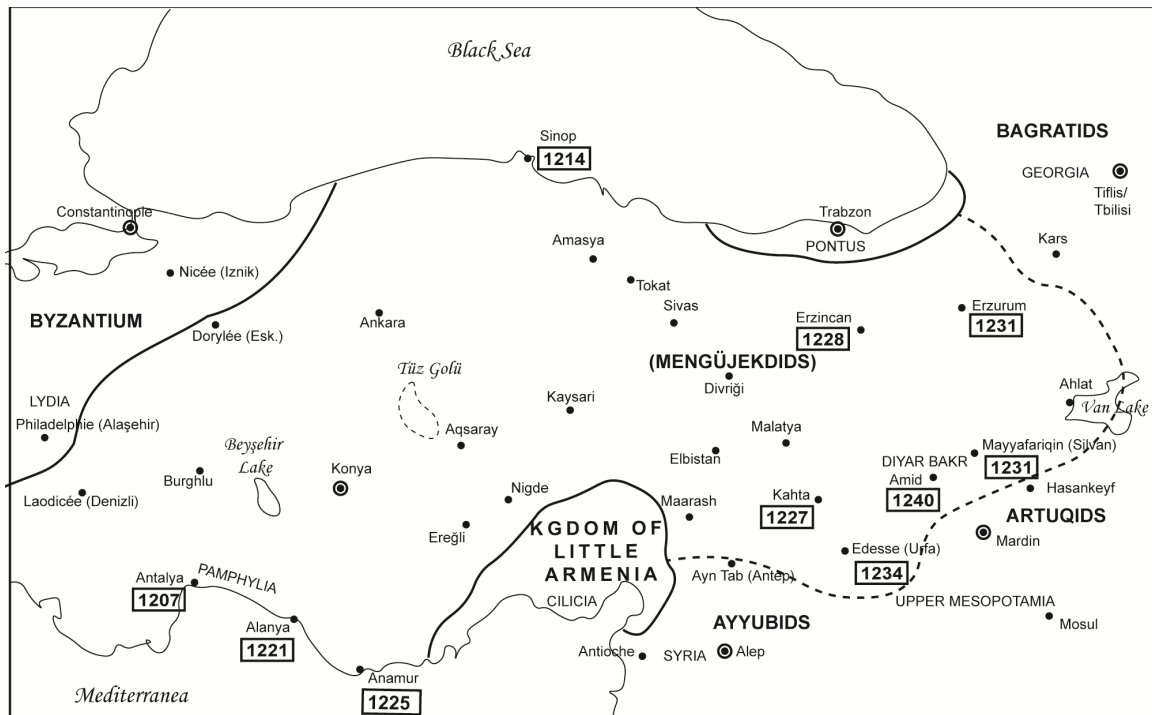 Black Sea
Sinop
1214
BAGRATIDS
GEORGIA
Tiflis/
Tbilisi
Constantinople
Trabzon
PONTUS
Kars
Amasya
Nicée (Iznik)
Tokat
Sivas
Erzincan
1228
Erzurum
1231
BYZANTIUM
Dorylée (Esk.)
Ankara
(MENGÜJEKDIDS)
Divriği
Tüz Golü
Kaysari
Ahlat
Van Lake
LYDIA
Philadelphie (Alaşehir)
Aqsaray
Malatya
Beyşehir
Lake
Elbistan
Mayyafariqin (Silvan)
1231
DIYAR BAKR
Amid
1240
Burghlu
Konya
Laodicée (Denizli)
Nigde
Maarash
Kahta
1227
Hasankeyf
ARTUQIDS
Mardin
Ereğli
KGDOM OF
LITTLE
ARMENIA
CILICIA
Edesse (Urfa)
1234
Ayn Tab (Antep)
Antalya
1207
PAMPHYLIA
UPPER MESOPOTAMIA
Mosul
Alanya
1221
AYYUBIDS
Antioche
SYRIA
Alep
Anamur
1225
Mediterranea